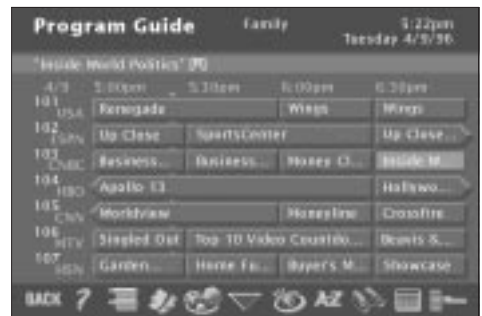 Program Guide Family 5:22pm
Tuesday 4/9/96
"Inside World Politics"
4/9 5:00pm 5:30pm 6:00pm 6:30pm
101 USA Renegade Wings Wings
102 ESPN Up Close SportsCenter Up Close...
103 CNBC Business... Business... Money Cl... Inside W...
104 HBO Apollo 13 Hollywo...
105 CNN Worldview Moneyline Crossfire
106 MTV Singled Out Top 10 Video Countdo... Beavis &...
107 HSN Garden... Home Fu... Buyer's M... Showcase
BACK ? AZ